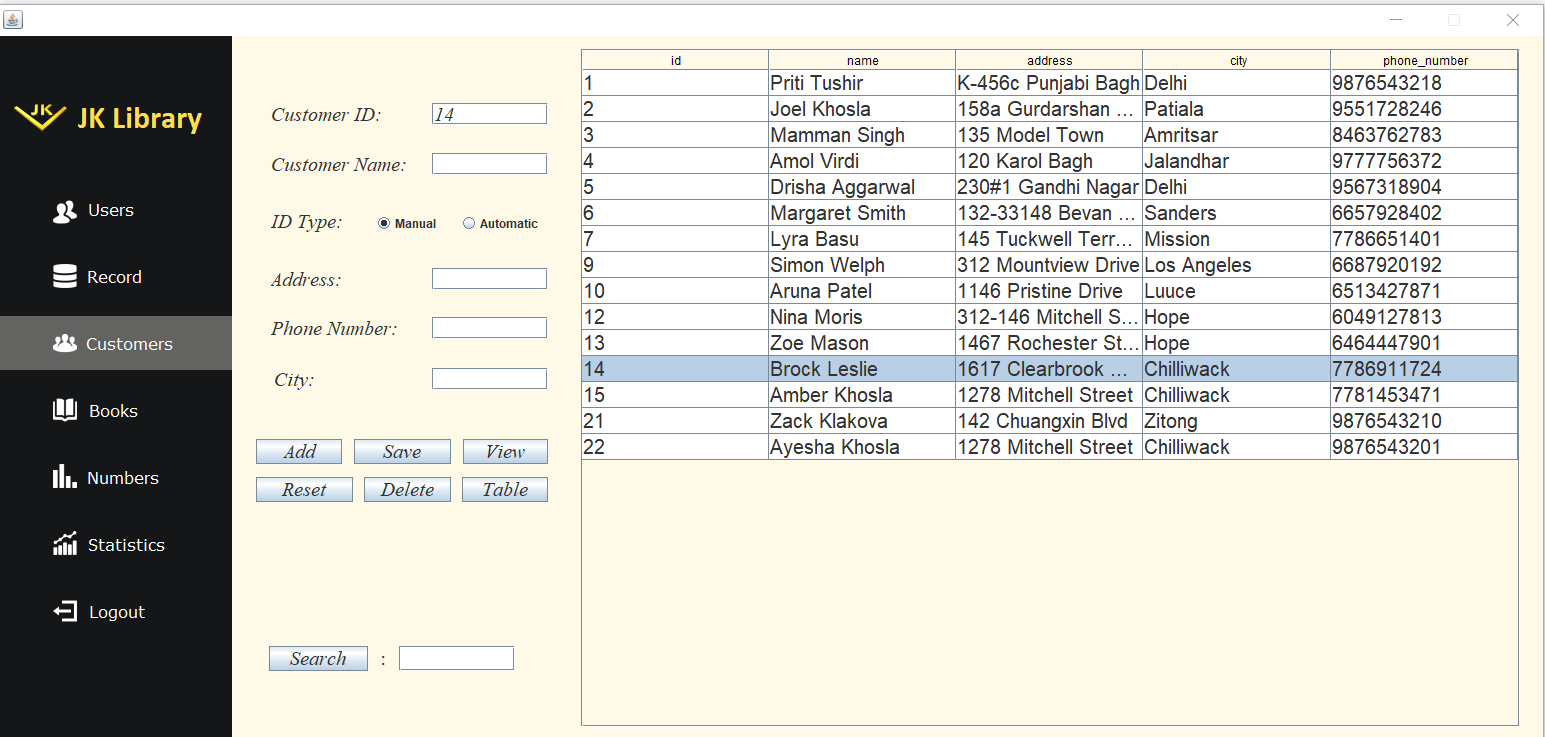 JK JK Library
Users
Record
Customers
Books
Numbers
Statistics
Logout
Customer ID: 14
Customer Name:
ID Type: Manual Automatic
Address:
Phone Number:
City:
Add Save View
Reset Delete Table
Search :
id name address city phone_number
1 Priti Tushir K-456c Punjabi Bagh Delhi 9876543218
2 Joel Khosla 158a Gurdarshan ... Patiala 9551728246
3 Mamman Singh 135 Model Town Amritsar 8463762783
4 Amol Virdi 120 Karol Bagh Jalandhar 9777756372
5 Drisha Aggarwal 230#1 Gandhi Nagar Delhi 9567318904
6 Margaret Smith 132-33148 Bevan ... Sanders 6657928402
7 Lyra Basu 145 Tuckwell Terr... Mission 7786651401
9 Simon Welph 312 Mountview Drive Los Angeles 6687920192
10 Aruna Patel 1146 Pristine Drive Luuce 6513427871
12 Nina Moris 312-146 Mitchell S... Hope 6049127813
13 Zoe Mason 1467 Rochester St... Hope 6464447901
14 Brock Leslie 1617 Clearbrook ... Chilliwack 7786911724
15 Amber Khosla 1278 Mitchell Street Chilliwack 7781453471
21 Zack Klakova 142 Chuangxin Blvd Zitong 9876543210
22 Ayesha Khosla 1278 Mitchell Street Chilliwack 9876543201